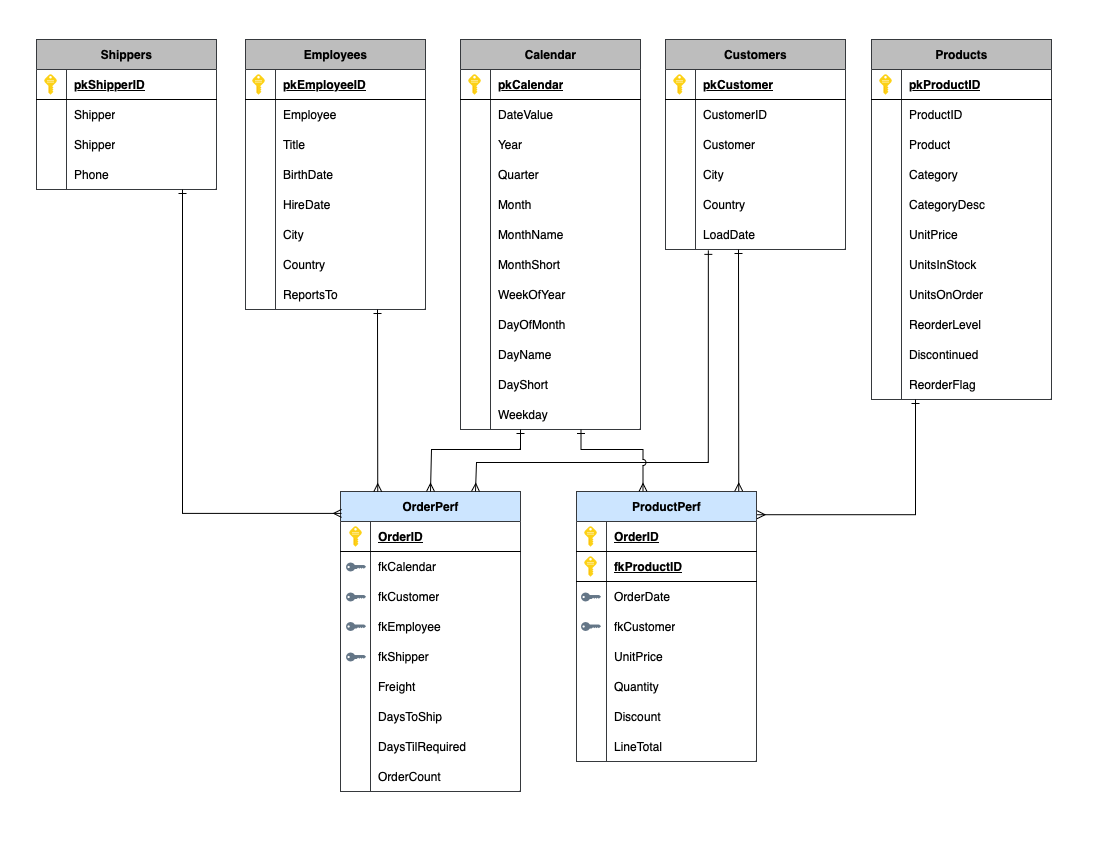 Shippers
pkShipperID
Shipper
Shipper
Phone
Employees
pkEmployeeID
Employee
Title
BirthDate
HireDate
City
Country
ReportsTo
Calendar
pkCalendar
DateValue
Year
Quarter
Month
MonthName
MonthShort
WeekOfYear
DayOfMonth
DayName
DayShort
Weekday
Customers
pkCustomer
CustomerID
Customer
City
Country
LoadDate
Products
pkProductID
ProductID
Product
Category
CategoryDesc
UnitPrice
UnitsInStock
UnitsOnOrder
ReorderLevel
Discontinued
ReorderFlag
OrderPerf
OrderID
fkCalendar
fkCustomer
fkEmployee
fkShipper
Freight
DaysToShip
DaysTilRequired
OrderCount
ProductPerf
OrderID
fkProductID
OrderDate
fkCustomer
UnitPrice
Quantity
Discount
LineTotal